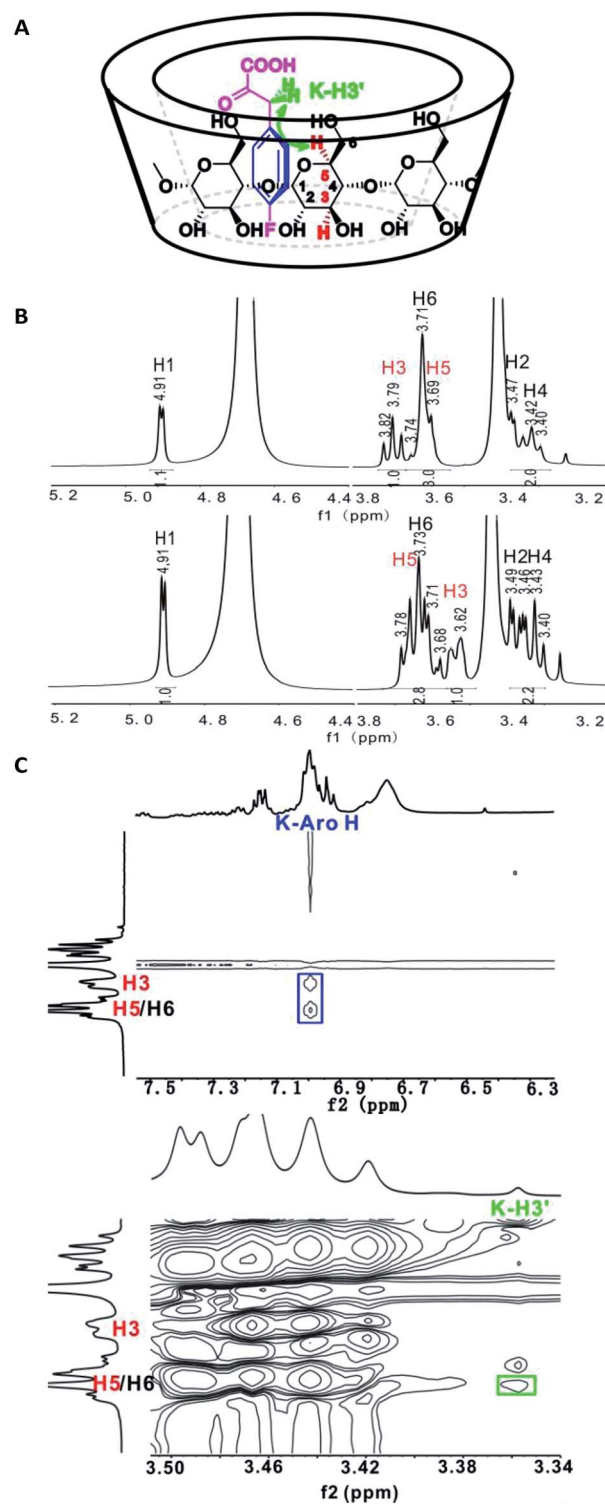 A
COOH
O
H
H
K-H3'
HO
HO
6
HO
H
O
O
5
O
O
O
1
4
O
O
2
3
OH
OH
F
OH
H
OH
OH
OH
B
H6
3.71
H1
4.91
H3
3.82
3.79
3.74
H5
3.69
H2
3.47
H4
3.42
3.40
1.1
1.0
3.0
2.0
5.2 5.0 4.8 4.6 4.4 3.8 3.6 3.4 3.2
f1 (ppm)
H1
4.91
H6
H5
3.78
3.73
3.71
3.68
H3
3.62
H2H4
3.49
3.46
3.43
3.40
1.0
2.8
1.0
2.2
5.2 5.0 4.8 4.6 4.4 3.8 3.6 3.4 3.2
f1 (ppm)
C
K-Aro H
H3
H5/H6
7.5 7.3 7.1 6.9 6.7 6.5 6.3
f2 (ppm)
K-H3'
H3
H5/H6
3.50 3.46 3.42 3.38 3.34
f2 (ppm)